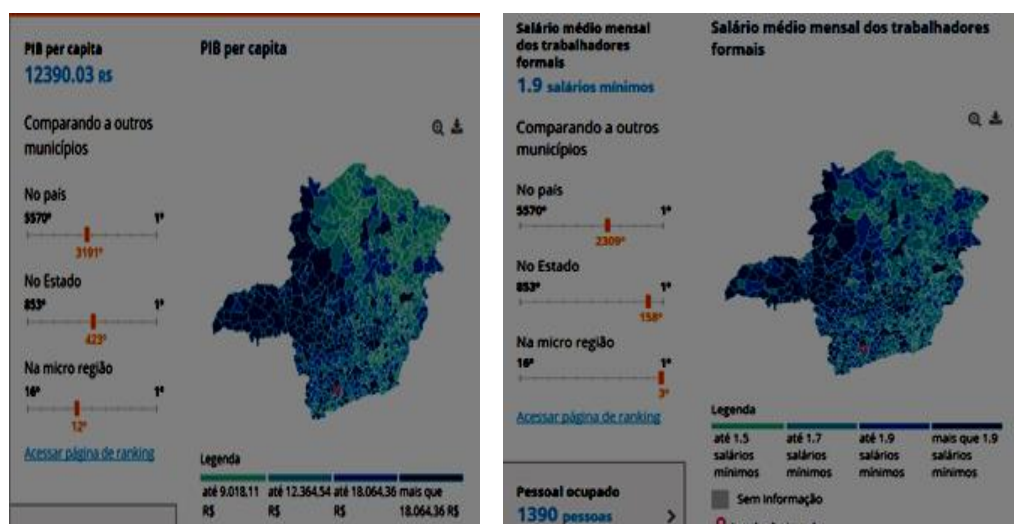 PIB per capita
12390.03 R$
PIB per capita
Comparando a outros
municípios
No país
5570º 1º
3191º
No Estado
853º 1º
423º
Na micro região
16º 1º
12º
Acessar página de ranking
Legenda
até 9.018,11 até 12.364,54 até 18.064,36 mais que
R$ R$ R$ 18.064,36 R$
Salário médio mensal
dos trabalhadores
formais
1.9 salários mínimos
Salário médio mensal dos trabalhadores
formais
Comparando a outros
municípios
No país
5570º 1º
2309º
No Estado
853º 1º
158º
Na micro região
16º 1º
3º
Acessar página de ranking
Legenda
até 1.5 até 1.7 até 1.9 mais que 1.9
salários salários salários salários
mínimos mínimos mínimos mínimos
Sem Informação
Pessoal ocupado
1390 pessoas